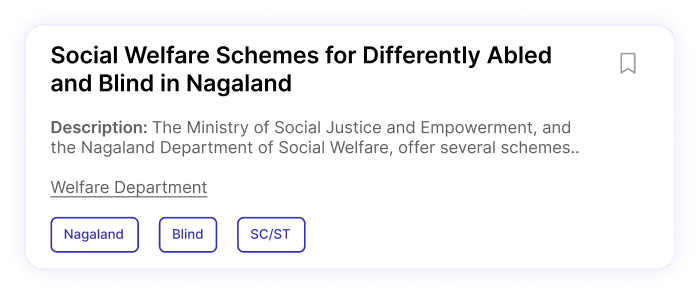 Social Welfare Schemes for Differently Abled
and Blind in Nagaland
Description: The Ministry of Social Justice and Empowerment, and
the Nagaland Department of Social Welfare, offer several schemes..
Welfare Department
Nagaland Blind SC/ST